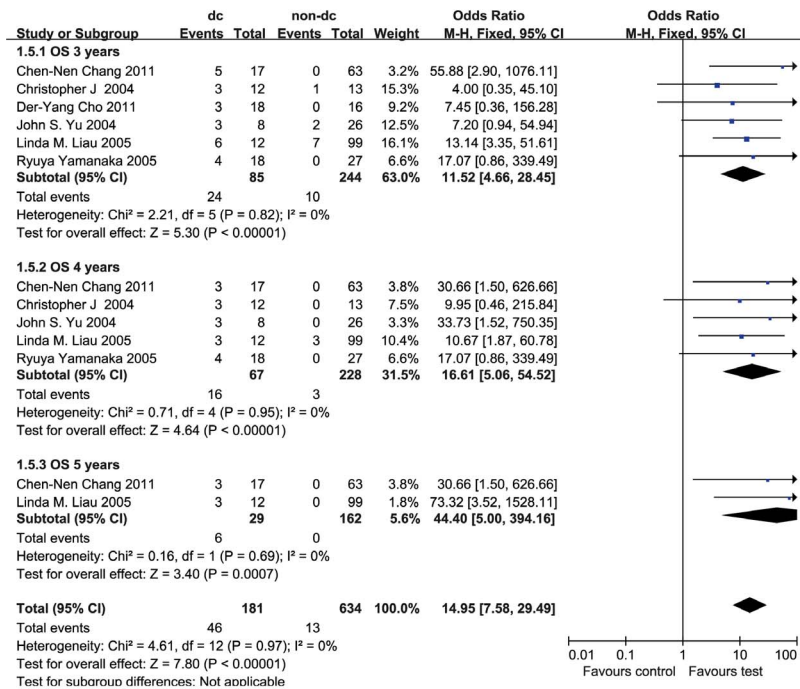 dc non-dc Odds Ratio Odds Ratio
Study or Subgroup Events Total Events Total Weight M-H, Fixed, 95% CI M-H, Fixed, 95% CI
1.5.1 OS 3 years
Chen-Nen Chang 2011 5 17 0 63 3.2% 55.88 [2.90, 1076.11]
Christopher J 2004 3 12 1 13 15.3% 4.00 [0.35, 45.10]
Der-Yang Cho 2011 3 18 0 16 9.2% 7.45 [0.36, 156.28]
John S. Yu 2004 3 8 2 26 12.5% 7.20 [0.94, 54.94]
Linda M. Liau 2005 6 12 7 99 16.1% 13.14 [3.35, 51.61]
Ryuya Yamanaka 2005 4 18 0 27 6.6% 17.07 [0.86, 339.49]
Subtotal (95% CI) 85 244 63.0% 11.52 [4.66, 28.45]
Total events 24 10
Heterogeneity: Chi² = 2.21, df = 5 (P = 0.82); I² = 0%
Test for overall effect: Z = 5.30 (P < 0.00001)
1.5.2 OS 4 years
Chen-Nen Chang 2011 3 17 0 63 3.8% 30.66 [1.50, 626.66]
Christopher J 2004 3 12 0 13 7.5% 9.95 [0.46, 215.84]
John S. Yu 2004 3 8 0 26 3.3% 33.73 [1.52, 750.35]
Linda M. Liau 2005 3 12 3 99 10.4% 10.67 [1.87, 60.78]
Ryuya Yamanaka 2005 4 18 0 27 6.6% 17.07 [0.86, 339.49]
Subtotal (95% CI) 67 228 31.5% 16.61 [5.06, 54.52]
Total events 16 3
Heterogeneity: Chi² = 0.71, df = 4 (P = 0.95); I² = 0%
Test for overall effect: Z = 4.64 (P < 0.00001)
1.5.3 OS 5 years
Chen-Nen Chang 2011 3 17 0 63 3.8% 30.66 [1.50, 626.66]
Linda M. Liau 2005 3 12 0 99 1.8% 73.32 [3.52, 1528.11]
Subtotal (95% CI) 29 162 5.6% 44.40 [5.00, 394.16]
Total events 6 0
Heterogeneity: Chi² = 0.16, df = 1 (P = 0.69); I² = 0%
Test for overall effect: Z = 3.40 (P = 0.0007)
Total (95% CI) 181 634 100.0% 14.95 [7.58, 29.49]
Total events 46 13
Heterogeneity: Chi² = 4.61, df = 12 (P = 0.97); I² = 0%
Test for overall effect: Z = 7.80 (P < 0.00001)
Test for subgroup differences: Not applicable
0.01 0.1 1 10 100
Favours control Favours test